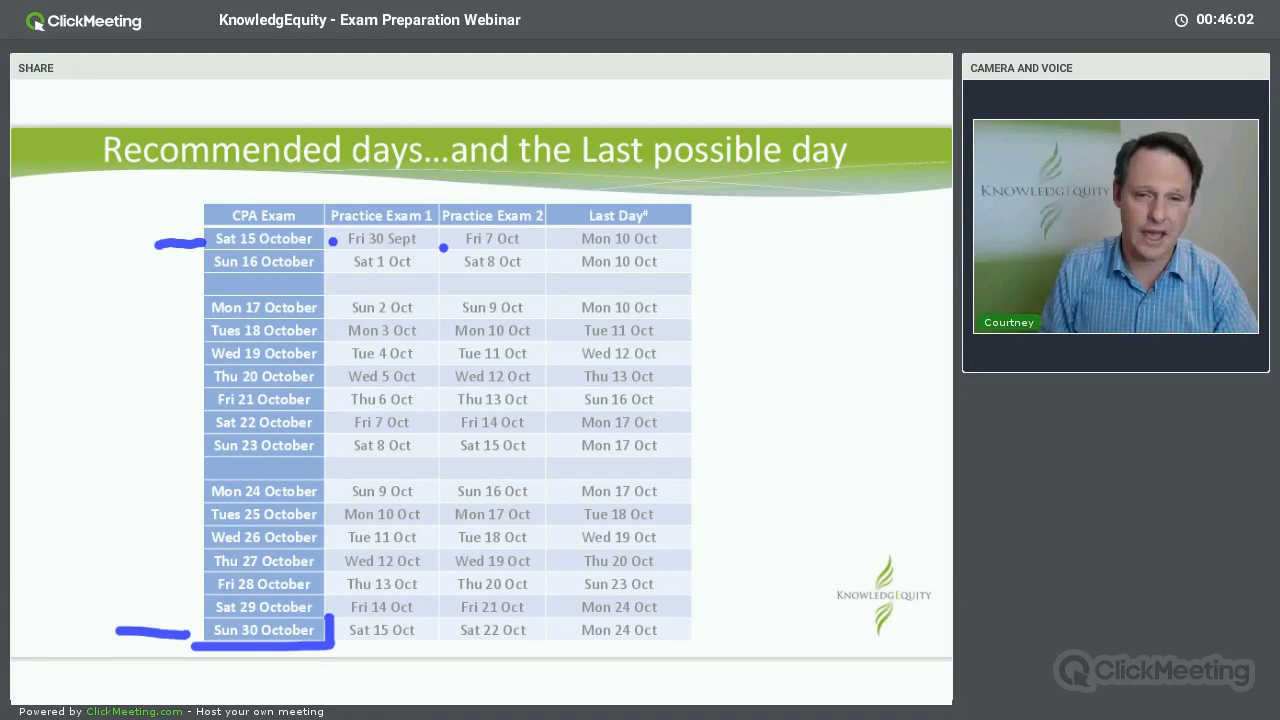 ClickMeeting
KnowledgEquity - Exam Preparation Webinar
00:46:02
SHARE
CAMERA AND VOICE
Recommended days...and the Last possible day
CPA Exam Practice Exam 1 Practice Exam 2 Last Day#
Sat 15 October Fri 30 Sept Fri 7 Oct Mon 10 Oct
Sun 16 October Sat 1 Oct Sat 8 Oct Mon 10 Oct
Mon 17 October Sun 2 Oct Sun 9 Oct Mon 10 Oct
Tues 18 October Mon 3 Oct Mon 10 Oct Tue 11 Oct
Wed 19 October Tue 4 Oct Tue 11 Oct Wed 12 Oct
Thu 20 October Wed 5 Oct Wed 12 Oct Thu 13 Oct
Fri 21 October Thu 6 Oct Thu 13 Oct Sun 16 Oct
Sat 22 October Fri 7 Oct Fri 14 Oct Mon 17 Oct
Sun 23 October Sat 8 Oct Sat 15 Oct Mon 17 Oct
Mon 24 October Sun 9 Oct Sun 16 Oct Mon 17 Oct
Tues 25 October Mon 10 Oct Mon 17 Oct Tue 18 Oct
Wed 26 October Tue 11 Oct Tue 18 Oct Wed 19 Oct
Thu 27 October Wed 12 Oct Wed 19 Oct Thu 20 Oct
Fri 28 October Thu 13 Oct Thu 20 Oct Sun 23 Oct
Sat 29 October Fri 14 Oct Fri 21 Oct Mon 24 Oct
Sun 30 October Sat 15 Oct Sat 22 Oct Mon 24 Oct
KNOWLEDGEQUITY
KNOWLEDGEQUITY
Courtney
ClickMeeting
Powered by ClickMeeting.com - Host your own meeting